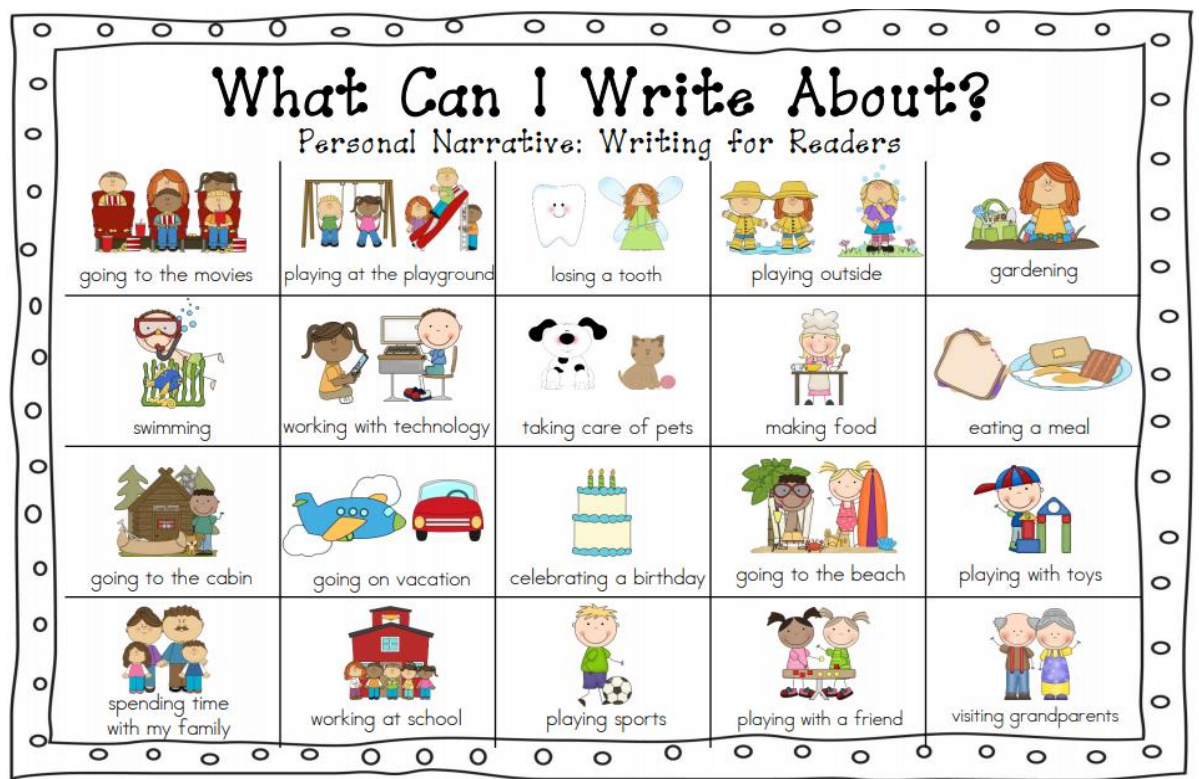 What Can I Write About?
Personal Narrative: Writing for Readers
going to the movies
playing at the playground
losing a tooth
playing outside
gardening
swimming
working with technology
taking care of pets
making food
eating a meal
going to the cabin
going on vacation
celebrating a birthday
going to the beach
playing with toys
spending time
with my family
working at school
playing sports
playing with a friend
visiting grandparents